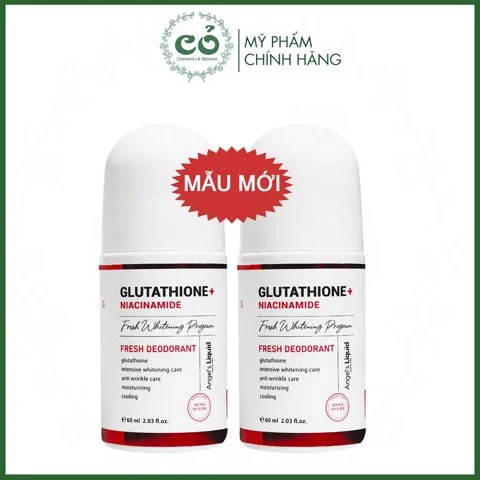 CỎ
Cosmetics & Skincare
MỸ PHẨM
CHÍNH HÃNG
MẪU MỚI
GLUTATHIONE+
NIACINAMIDE
Fresh Whitening Program
FRESH DEODORANT
glutathione
intensive whitening care
anti wrinkle care
moisturizing
cooling
Angel's Liquid
℮60 ml 2.03 fl.oz.
GLUTATHIONE+
NIACINAMIDE
Fresh Whitening Program
FRESH DEODORANT
glutathione
intensive whitening care
anti wrinkle care
moisturizing
cooling
Angel's Liquid
℮60 ml 2.03 fl.oz.